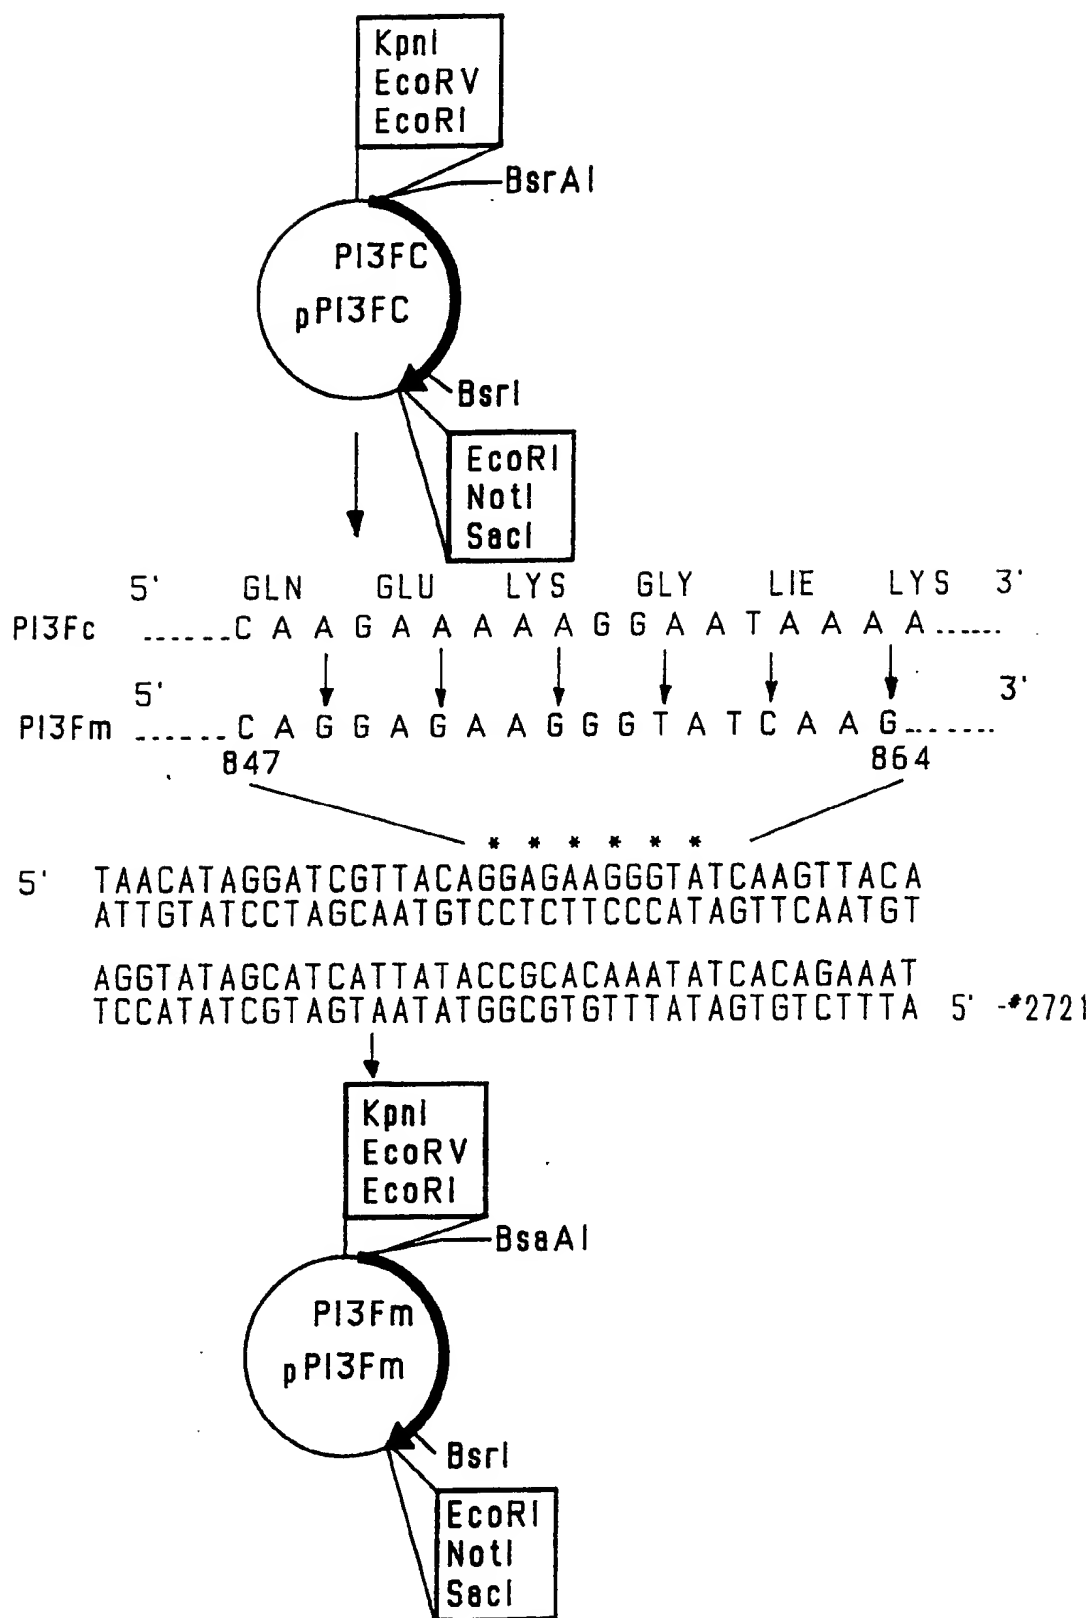 KpnI
EcoRV
EcoRI
BsrAI
PI3FC
pPI3FC
BsrI
EcoRI
NotI
SacI
5' GLN GLU LYS GLY LIE LYS 3'
PI3Fc ......C A A G A A A A A G G A A T A A A A......
5' 3'
PI3Fm ......C A G G A G A A G G G T A T C A A G......
847 864
* * * * * *
5' TAACATAGGATCGTTACAGGAGAAGGGTATCAAGTTACA
ATTGTATCCTAGCAATGTCCTCTTCCCATAGTTCAATGT
AGGTATAGCATCATTATACCGCACAAATATCACAGAAAT
TCCATATCGTAGTAATATGGCGTGTTTATAGTGTCTTTA 5' -#2721
KpnI
EcoRV
EcoRI
BsaAI
PI3Fm
pPI3Fm
BsrI
EcoRI
NotI
SacI